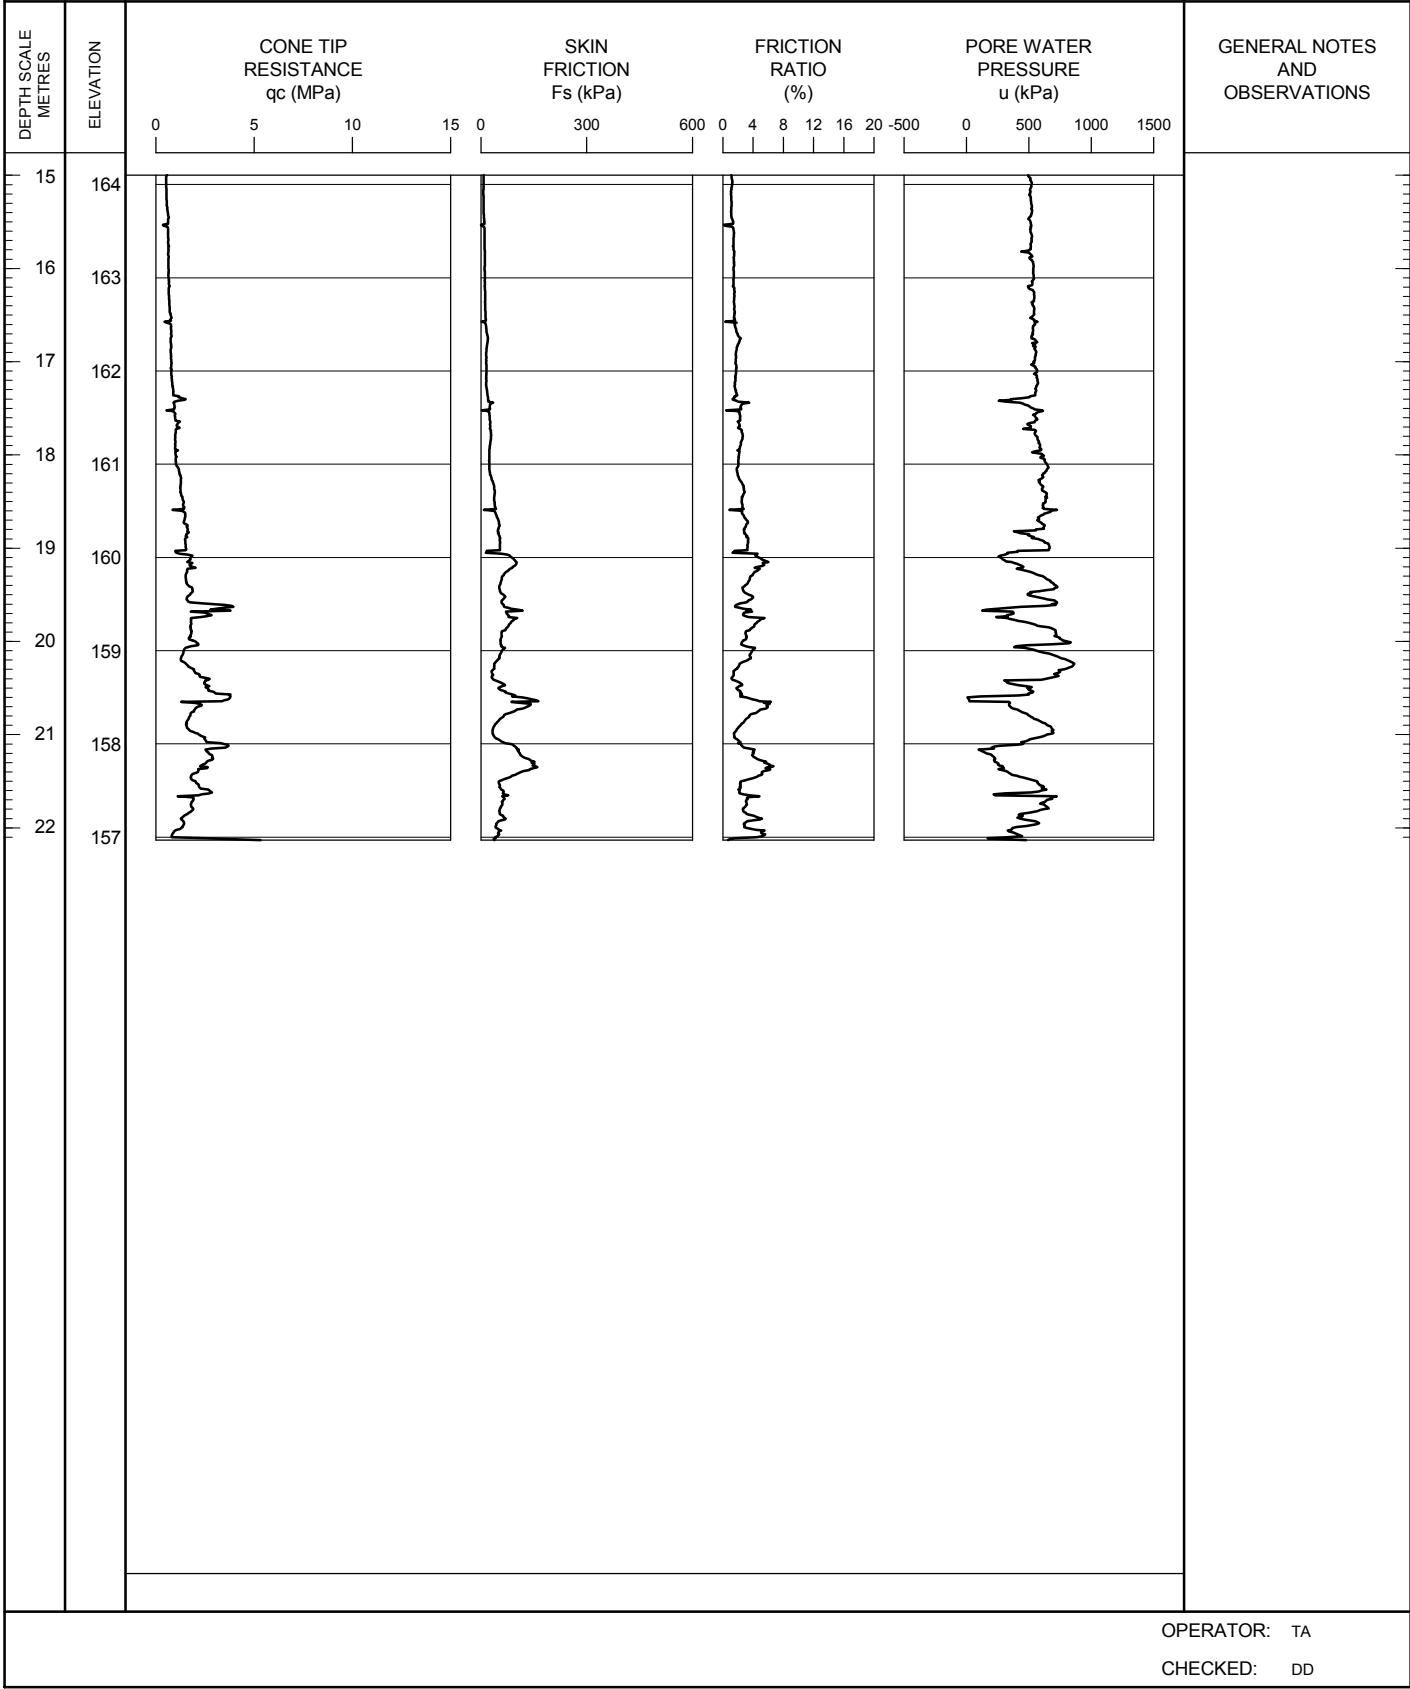 DEPTH SCALE
METRES
ELEVATION
CONE TIP
RESISTANCE
qc (MPa)
SKIN
FRICTION
Fs (kPa)
FRICTION
RATIO
(%)
PORE WATER
PRESSURE
u (kPa)
GENERAL NOTES
AND
OBSERVATIONS
0 5 10 15
0 300 600
0 4 8 12 16 20
-500 0 500 1000 1500
15
164
16
163
17
162
18
161
19
160
20
159
21
158
22
157
OPERATOR: TA
CHECKED: DD